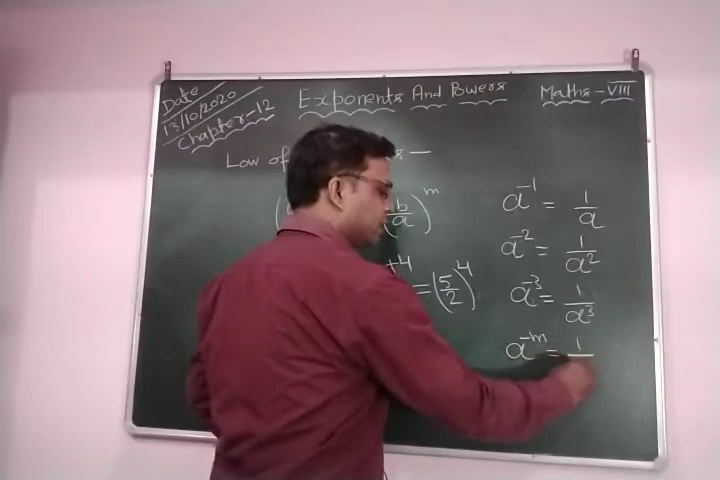 Date
13/10/2020
Chapter-12
Exponents And Powers
Maths-VIII
Law of
(b/a)^m
+4
= (5/2)^4
a^-1 = 1/a
a^-2 = 1/a^2
a^-3 = 1/a^3
a^-m = 1/